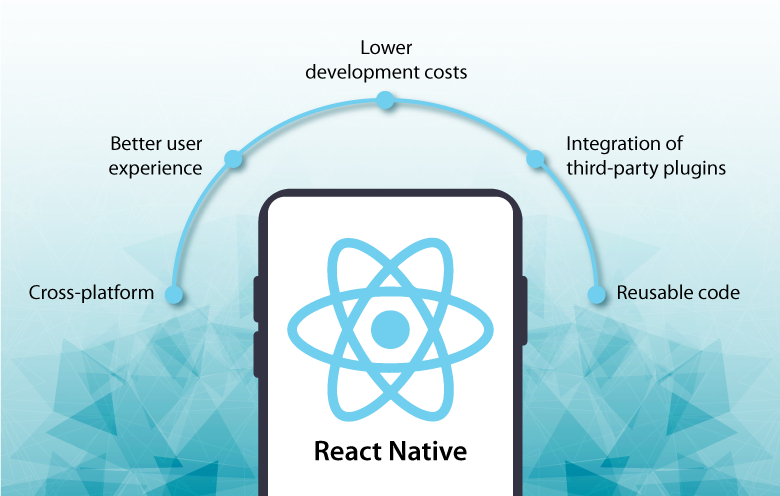 Lower
development costs
Better user
experience
Integration of
third-party plugins
Cross-platform
Reusable code
React Native